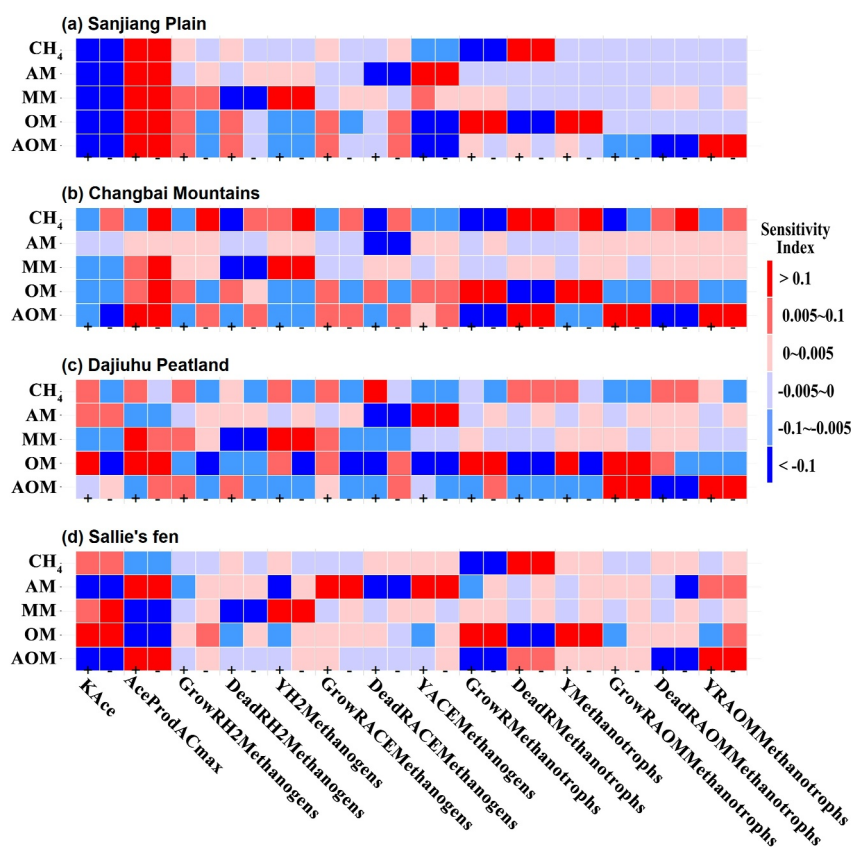 (a) Sanjiang Plain
CH4
AM
MM
OM
AOM
+ - + - + - + - + - + - + - + - + - + - + - + - + - + -
(b) Changbai Mountains
CH4
AM
MM
OM
AOM
+ - + - + - + - + - + - + - + - + - + - + - + - + - + -
Sensitivity
Index
> 0.1
0.005~0.1
0~0.005
-0.005~0
-0.1~-0.005
< -0.1
(c) Dajiuhu Peatland
CH4
AM
MM
OM
AOM
+ - + - + - + - + - + - + - + - + - + - + - + - + - + -
(d) Sallie's fen
CH4
AM
MM
OM
AOM
+ - + - + - + - + - + - + - + - + - + - + - + - + - + -
KAce
AceProdACmax
GrowRH2Methanogens
DeadRH2Methanogens
YH2Methanogens
GrowRACEMethanogens
DeadRACEMethanogens
YACEMethanogens
GrowRMethanotrophs
DeadRMethanotrophs
YMethanotrophs
GrowRAOMMethanotrophs
DeadRAOMMethanotrophs
YRAOMMethanotrophs